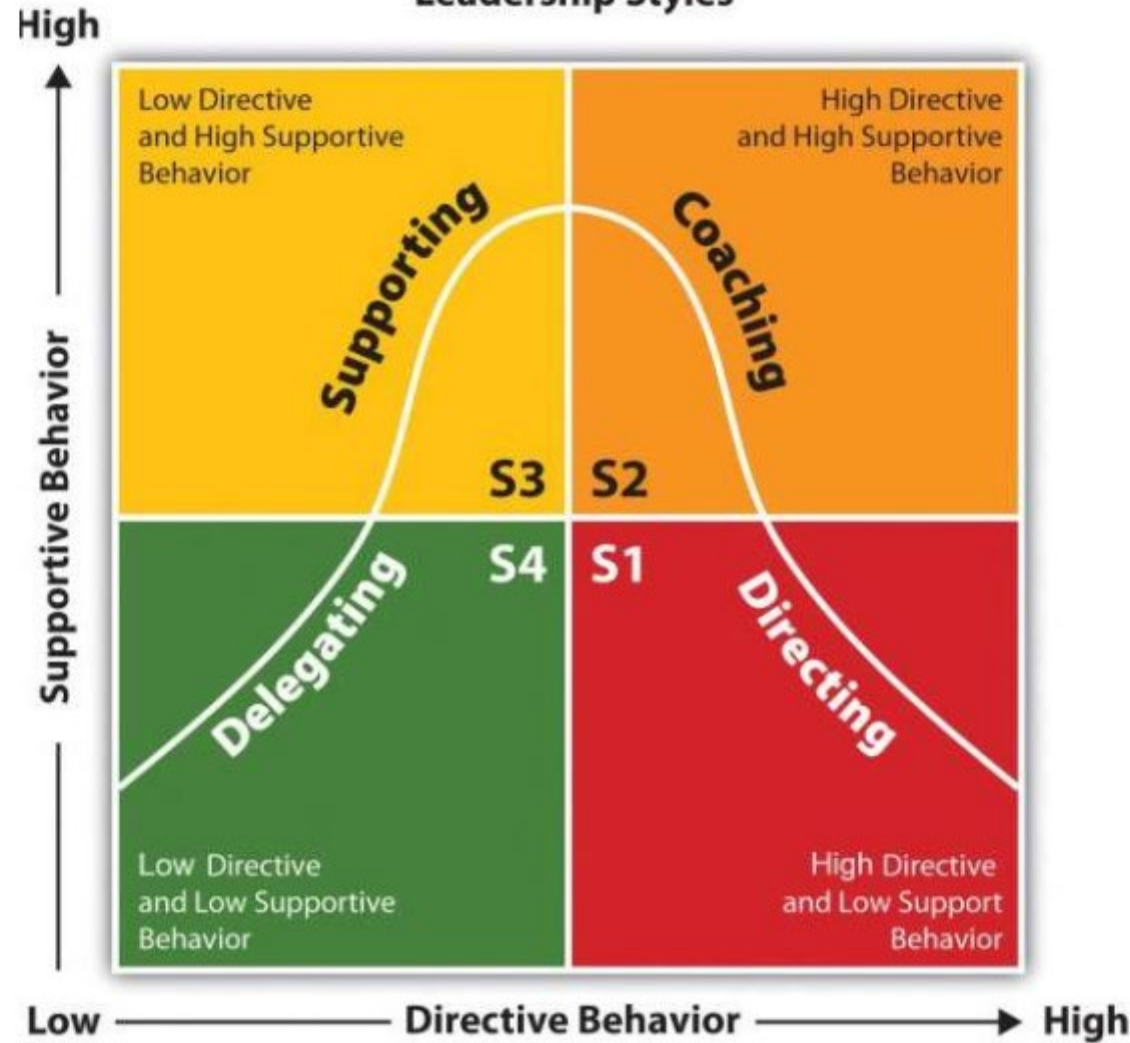 Leadership Styles
High
Low Directive
and High Supportive
Behavior
High Directive
and High Supportive
Behavior
Supporting
Coaching
S3
S2
Supportive Behavior
S4
S1
Delegating
Directing
Low Directive
and Low Supportive
Behavior
High Directive
and Low Support
Behavior
Low
Directive Behavior
High